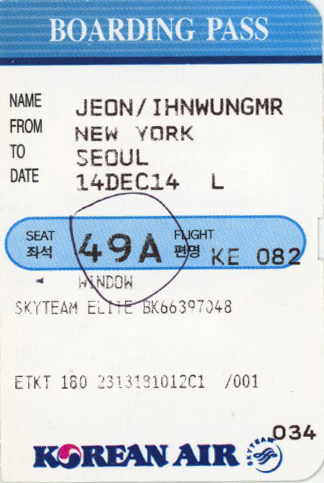 BOARDING PASS
NAME JEON/IHNWUNGMR
FROM NEW YORK
TO SEOUL
DATE 14DEC14 L
SEAT 좌석 49A FLIGHT 편명 KE 082
WINDOW
SKYTEAM ELITE BK66397048
ETKT 180 2313181012C1 /001
034
KOREAN AIR SKYTEAM